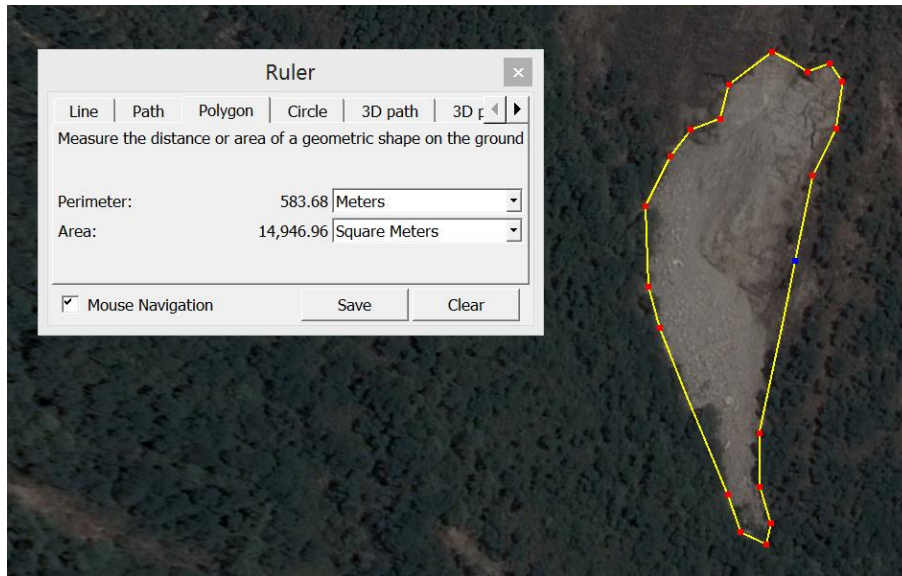 Ruler
Line Path Polygon Circle 3D path
Measure the distance or area of a geometric shape on the ground
Perimeter: 583.68 Meters
Area: 14,946.96 Square Meters
Mouse Navigation Save Clear